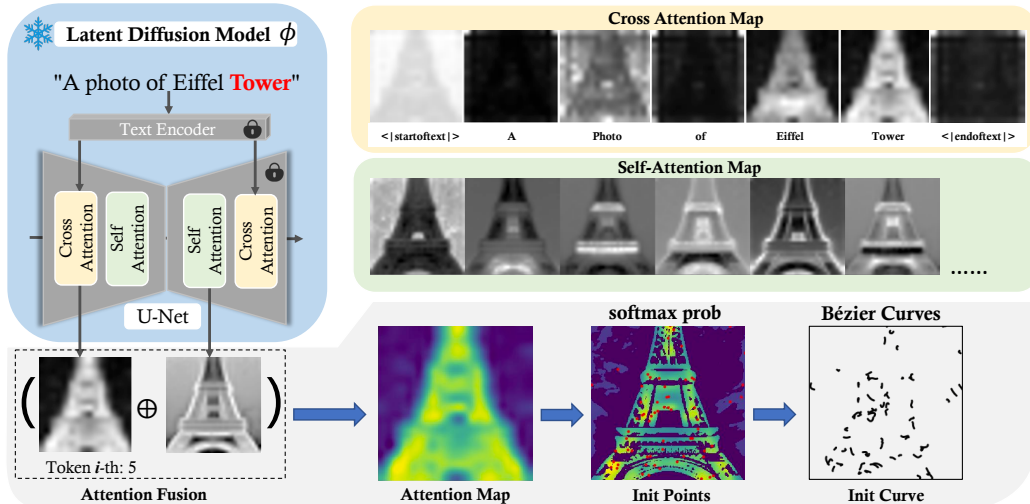 Latent Diffusion Model ϕ
"A photo of Eiffel Tower"
Text Encoder
Cross
Attention
Self
Attention
Self
Attention
Cross
Attention
U-Net
Cross Attention Map
<|startoftext|> A Photo of Eiffel Tower <|endoftext|>
Self-Attention Map
......
( ⊕ )
Token i-th: 5
Attention Fusion
Attention Map
softmax prob
Init Points
Bézier Curves
Init Curve